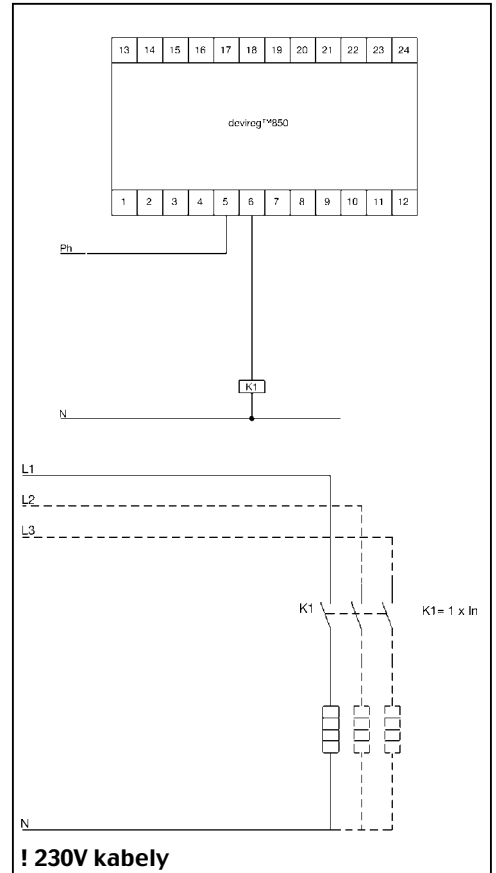 13 14 15 16 17 18 19 20 21 22 23 24
devireg™850
1 2 3 4 5 6 7 8 9 10 11 12
Ph
K1
N
L1
L2
L3
K1 K1= 1 x In
N
! 230V kabely